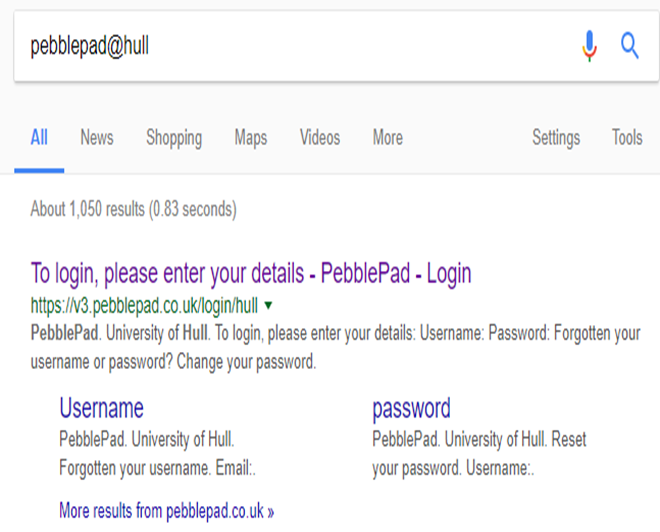 pebblepad@hull
All News Shopping Maps Videos More Settings Tools
About 1,050 results (0.83 seconds)
To login, please enter your details - PebblePad - Login
https://v3.pebblepad.co.uk/login/hull ▼
PebblePad. University of Hull. To login, please enter your details: Username: Password: Forgotten your
username or password? Change your password.
Username
PebblePad. University of Hull.
Forgotten your username. Email:.
password
PebblePad. University of Hull. Reset
your password. Username:.
More results from pebblepad.co.uk »